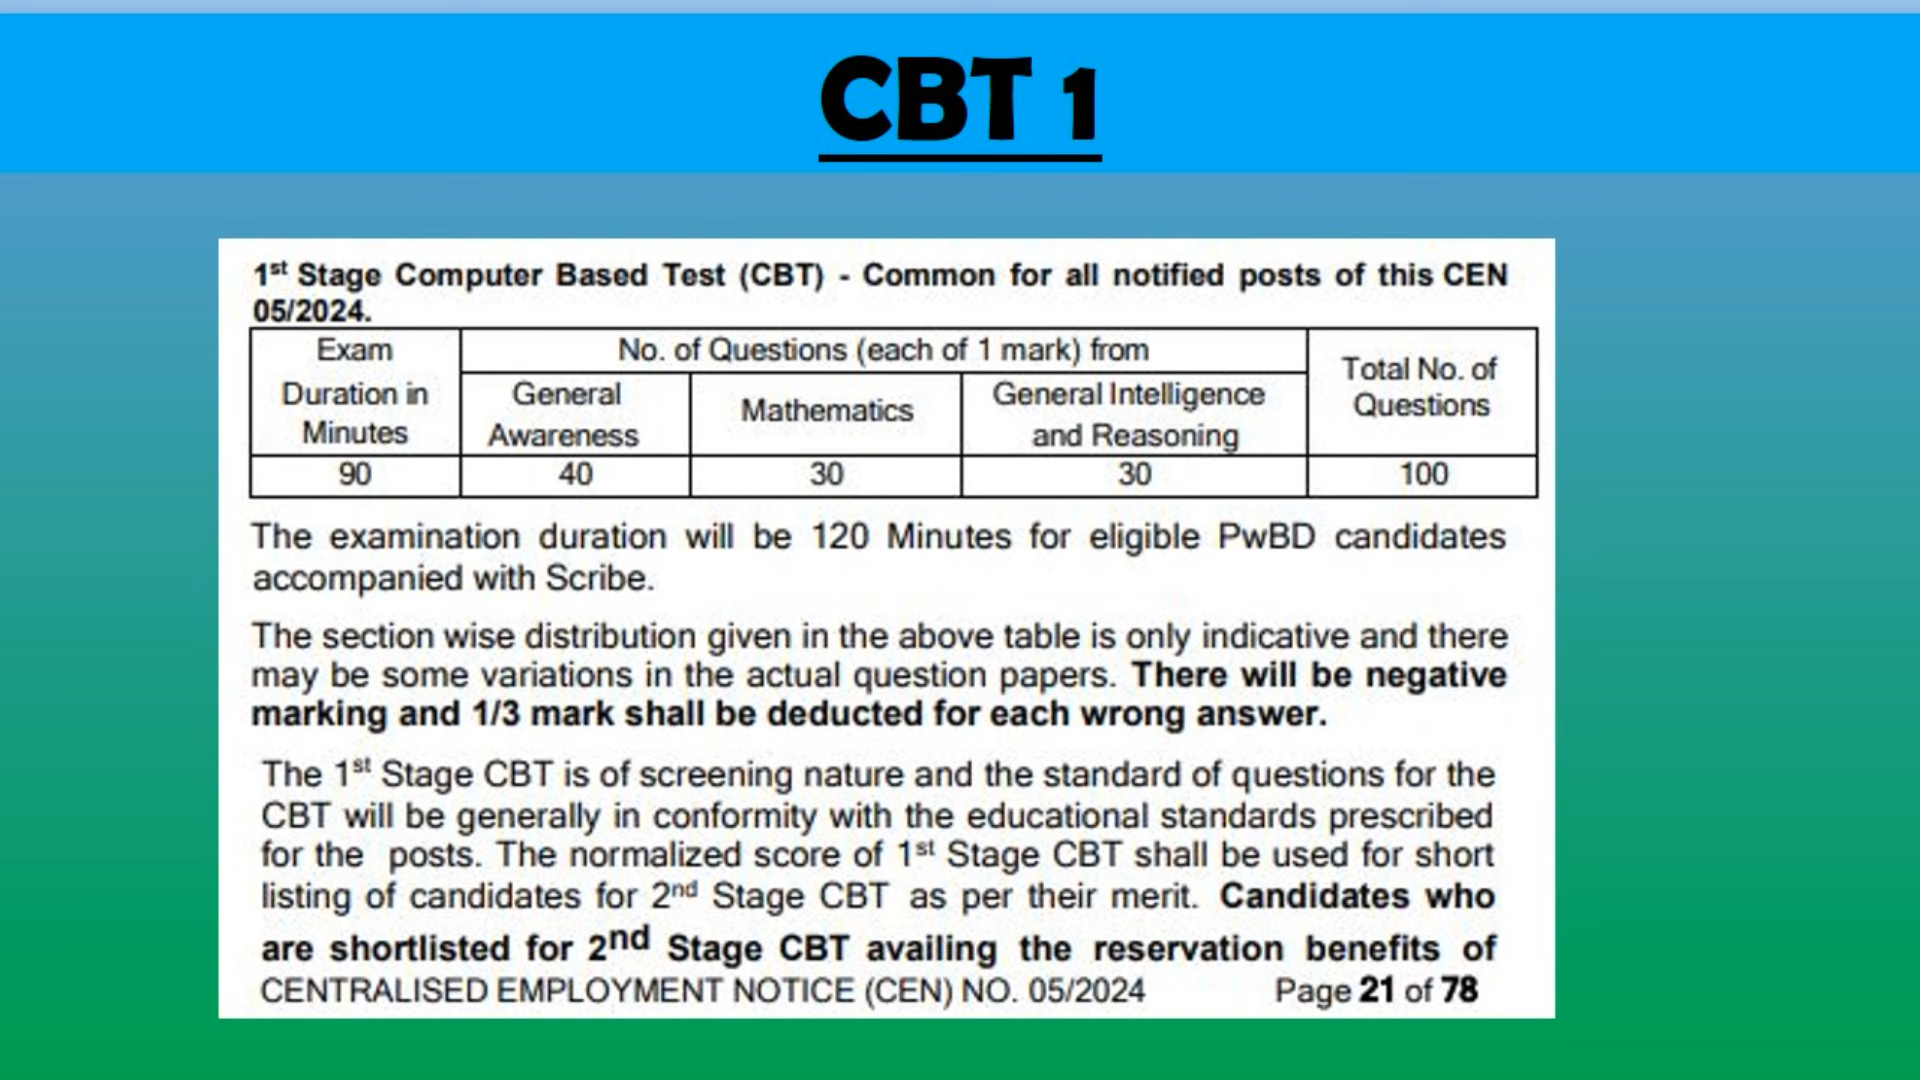 CBT 1
1st Stage Computer Based Test (CBT) - Common for all notified posts of this CEN
05/2024.
Exam Duration in Minutes
No. of Questions (each of 1 mark) from
General Awareness
Mathematics
General Intelligence and Reasoning
Total No. of Questions
90 40 30 30 100
The examination duration will be 120 Minutes for eligible PwBD candidates
accompanied with Scribe.
The section wise distribution given in the above table is only indicative and there
may be some variations in the actual question papers. There will be negative
marking and 1/3 mark shall be deducted for each wrong answer.
The 1st Stage CBT is of screening nature and the standard of questions for the
CBT will be generally in conformity with the educational standards prescribed
for the posts. The normalized score of 1st Stage CBT shall be used for short
listing of candidates for 2nd Stage CBT as per their merit. Candidates who
are shortlisted for 2nd Stage CBT availing the reservation benefits of
CENTRALISED EMPLOYMENT NOTICE (CEN) NO. 05/2024 Page 21 of 78